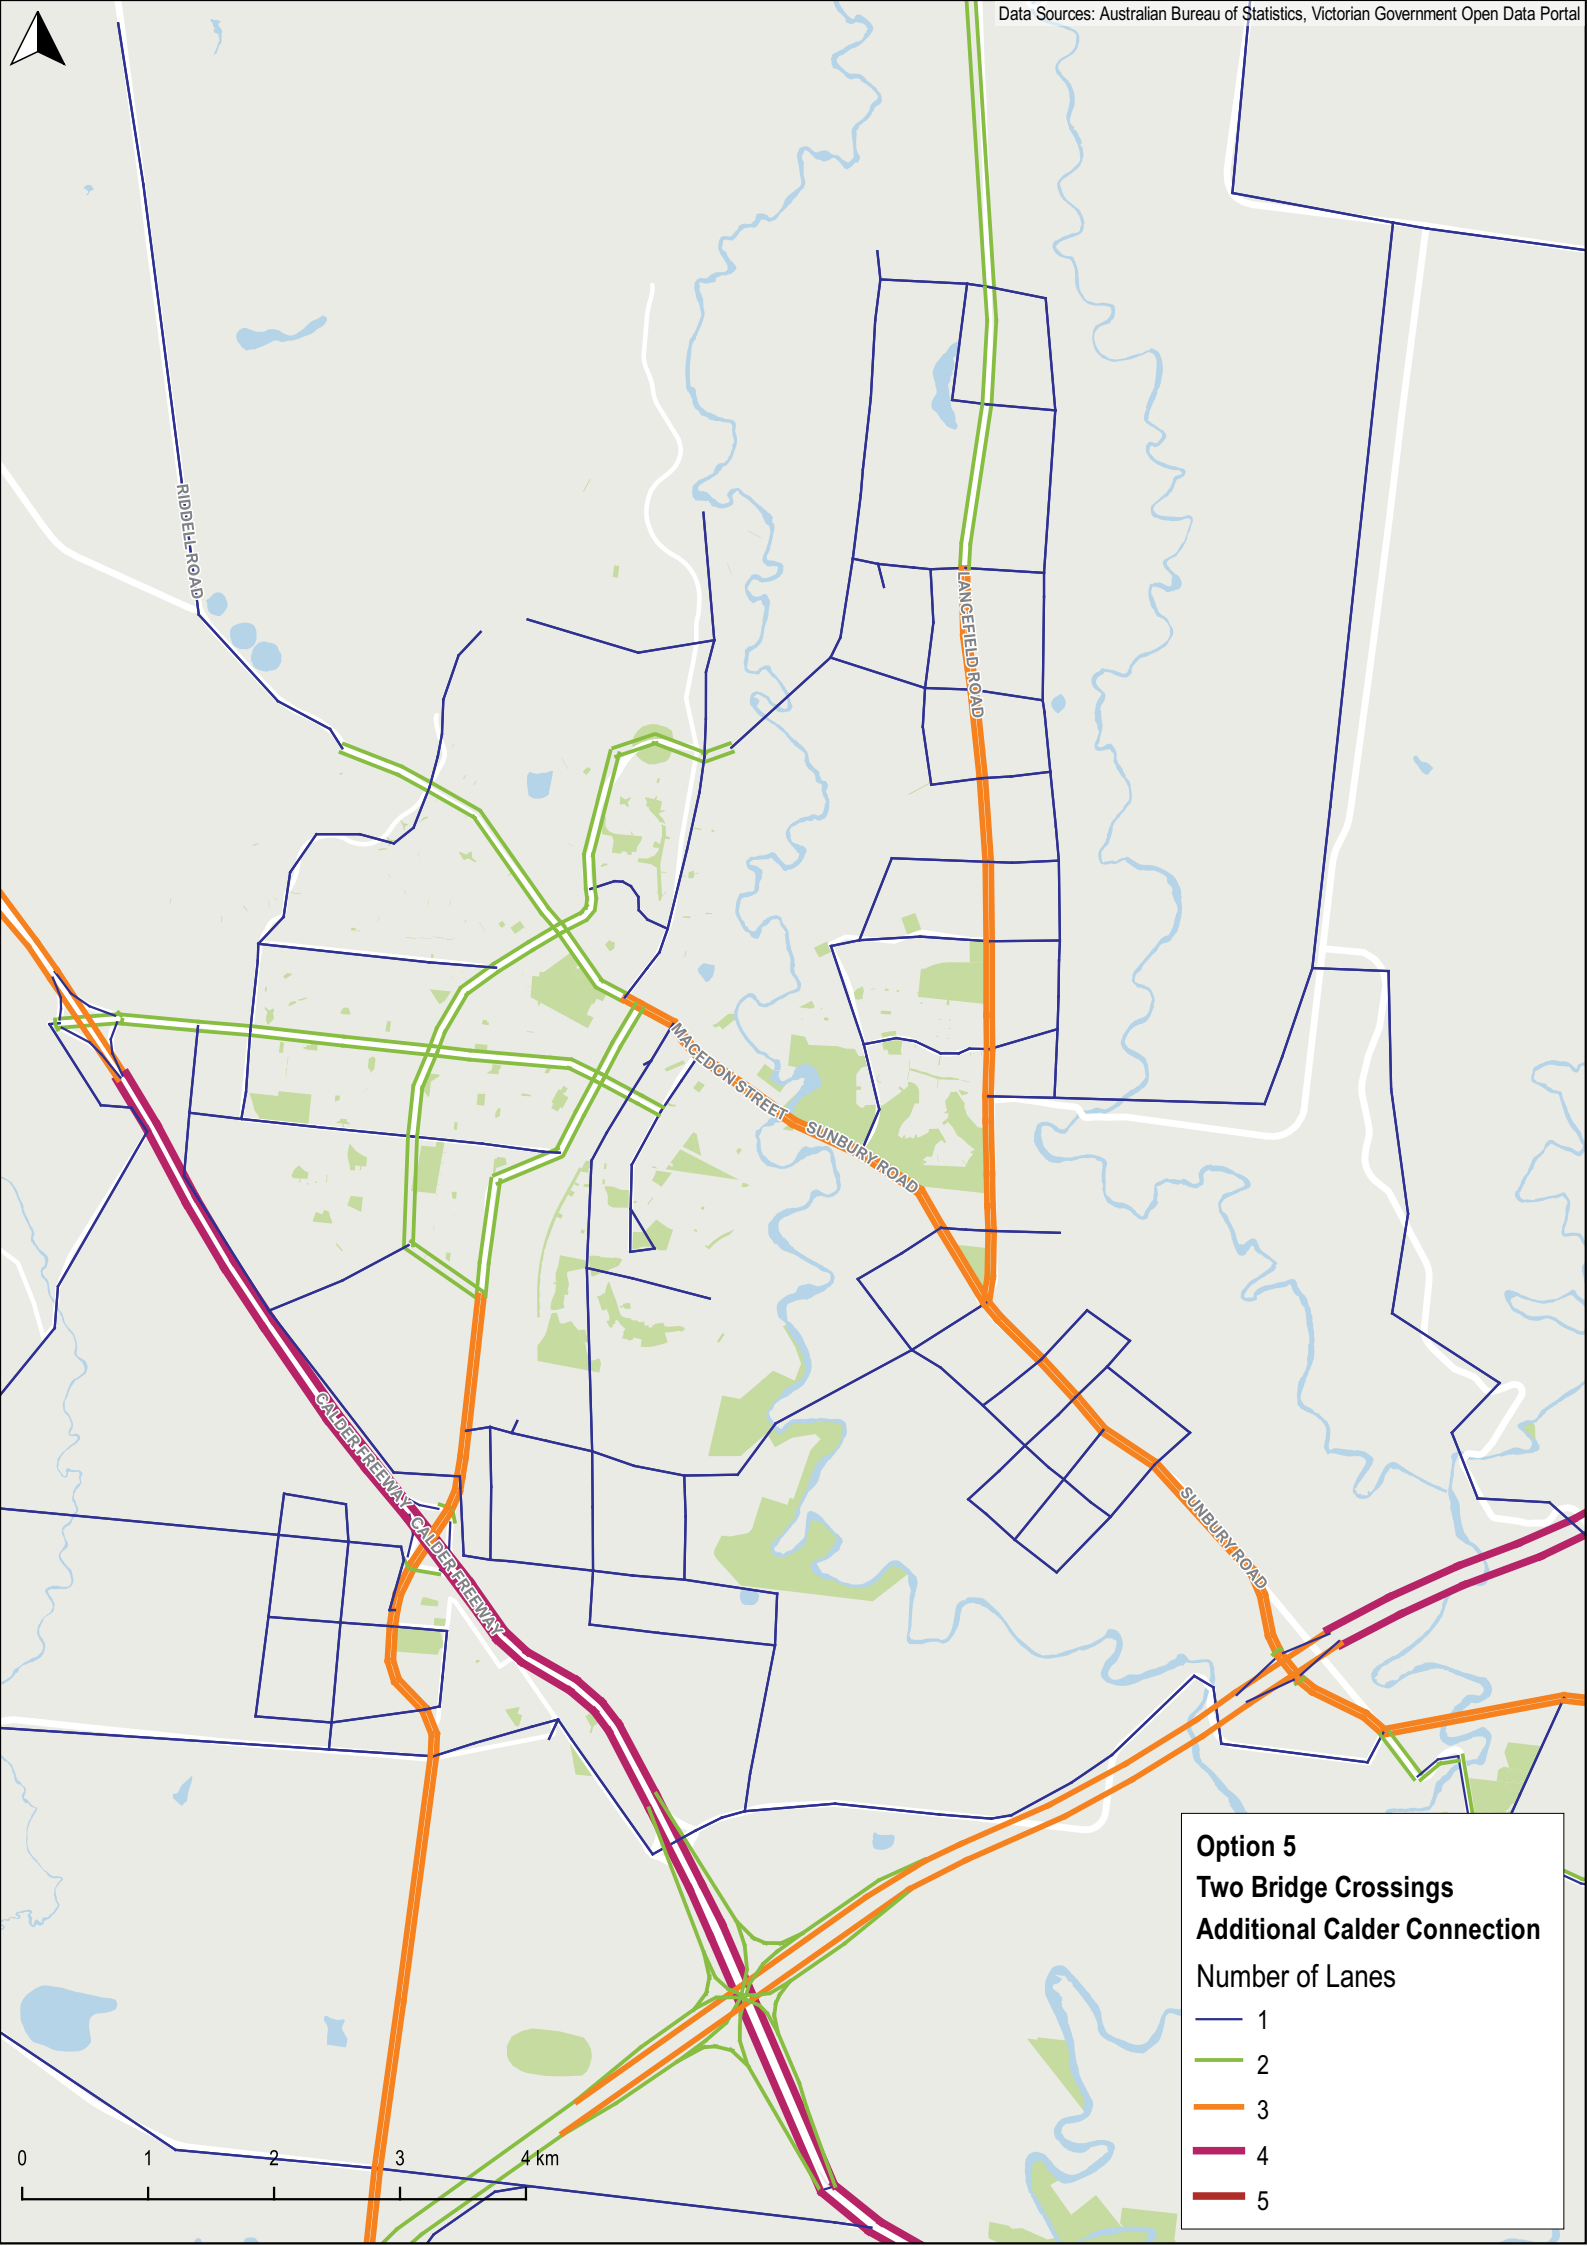 Data Sources: Australian Bureau of Statistics, Victorian Government Open Data Portal
RIDDELL ROAD
LANCEFIELD ROAD
MACEDON STREET
SUNBURY ROAD
CALDER FREEWAY
CALDER FREEWAY
SUNBURY ROAD
Option 5
Two Bridge Crossings
Additional Calder Connection
Number of Lanes
1
2
3
4
5
0 1 2 3 4 km